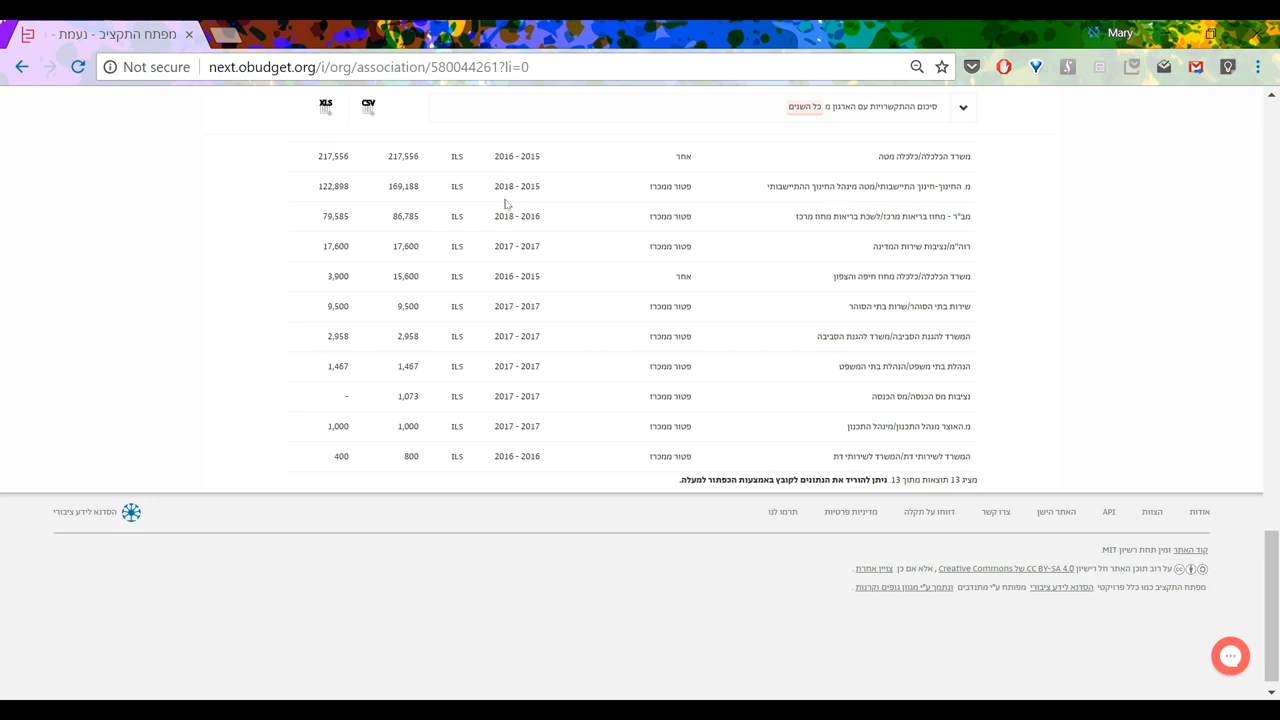 מפתח התקציב - נעמת - ו
Mary
Not secure next.obudget.org/i/org/association/580044261?li=0
סיכום ההתקשרויות עם הארגון מ כל השנים CSV XLS
משרד הכלכלה/כלכלה מטה אחר 2015 - 2016 ILS 217,556 217,556
מ. החינוך-חינוך התיישבותי/מטה מינהל החינוך ההתיישבותי פטור ממכרז 2015 - 2018 ILS 169,188 122,898
מב"ר - מחוז בריאות מרכז/לשכת בריאות מחוז מרכז פטור ממכרז 2016 - 2018 ILS 86,785 79,585
רוה"מ/נציבות שירות המדינה פטור ממכרז 2017 - 2017 ILS 17,600 17,600
משרד הכלכלה/כלכלה מחוז חיפה והצפון אחר 2015 - 2016 ILS 15,600 3,900
שירות בתי הסוהר/שרות בתי הסוהר פטור ממכרז 2017 - 2017 ILS 9,500 9,500
המשרד להגנת הסביבה/משרד להגנת הסביבה פטור ממכרז 2017 - 2017 ILS 2,958 2,958
הנהלת בתי משפט/הנהלת בתי המשפט פטור ממכרז 2017 - 2017 ILS 1,467 1,467
נציבות מס הכנסה/מס הכנסה פטור ממכרז 2017 - 2017 ILS 1,073 -
מ.האוצר מנהל התכנון/מינהל התכנון פטור ממכרז 2017 - 2017 ILS 1,000 1,000
המשרד לשירותי דת/המשרד לשירותי דת פטור ממכרז 2016 - 2016 ILS 800 400
מציג 13 תוצאות מתוך 13. ניתן להוריד את הנתונים לקובץ באמצעות הכפתור למעלה.
אודות הצוות API האתר הישן צרו קשר דווחו על תקלה מדיניות פרטיות תרמו לנו הסדנא לידע ציבורי
קוד האתר זמין תחת רשיון MIT.
על רוב תוכן האתר חל רישיון Creative Commons של CC BY-SA 4.0 , אלא אם כן צויין אחרת .
מפתח התקציב כמו כלל פרויקטי הסדנא לידע ציבורי מפותח ע"י מתנדבים ונתמך ע"י מגוון גופים וקרנות .